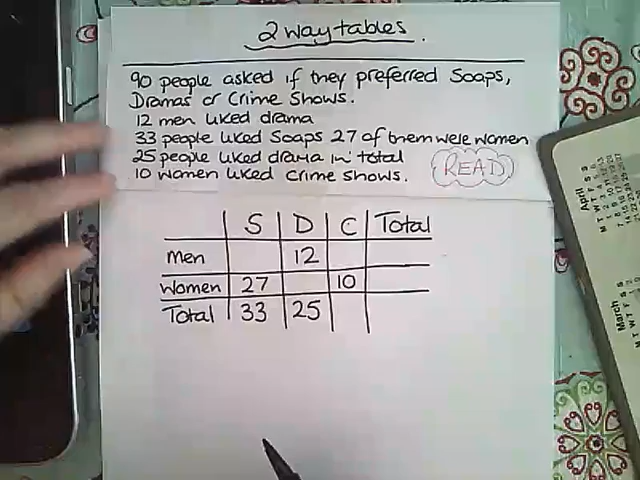 2 way tables.
90 people asked if they preferred Soaps,
Dramas or Crime Shows.
12 men liked drama
33 people liked Soaps 27 of them were women
25 people liked drama in total
10 women liked crime shows.
READ
S D C Total
men 12
Women 27 10
Total 33 25
April
March